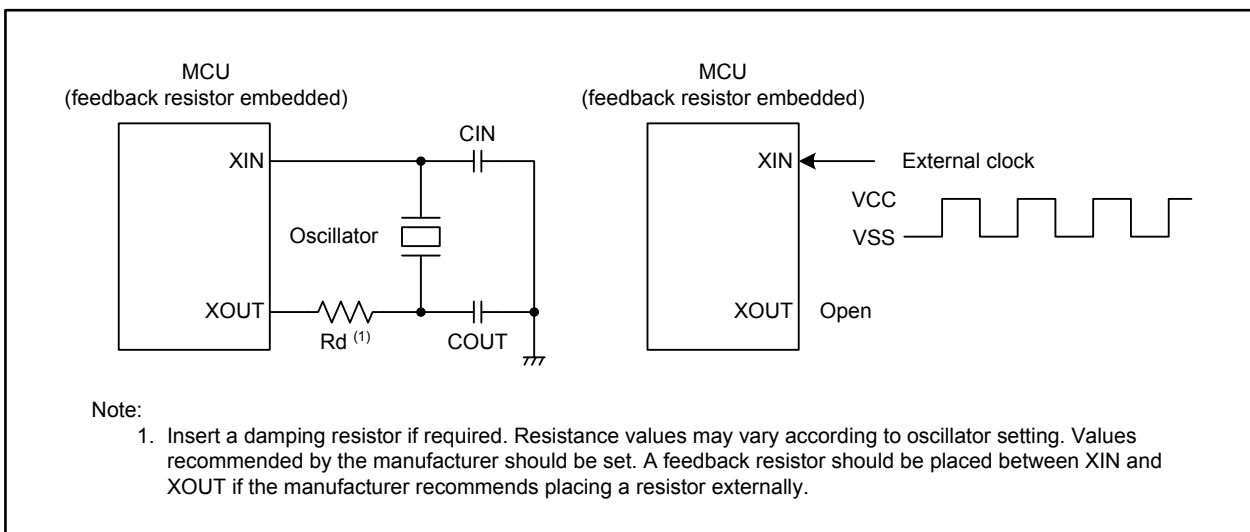 MCU
(feedback resistor embedded)
XIN
CIN
Oscillator
XOUT
Rd (1)
COUT
MCU
(feedback resistor embedded)
XIN
External clock
VCC
VSS
XOUT
Open
Note:
1. Insert a damping resistor if required. Resistance values may vary according to oscillator setting. Values
recommended by the manufacturer should be set. A feedback resistor should be placed between XIN and
XOUT if the manufacturer recommends placing a resistor externally.